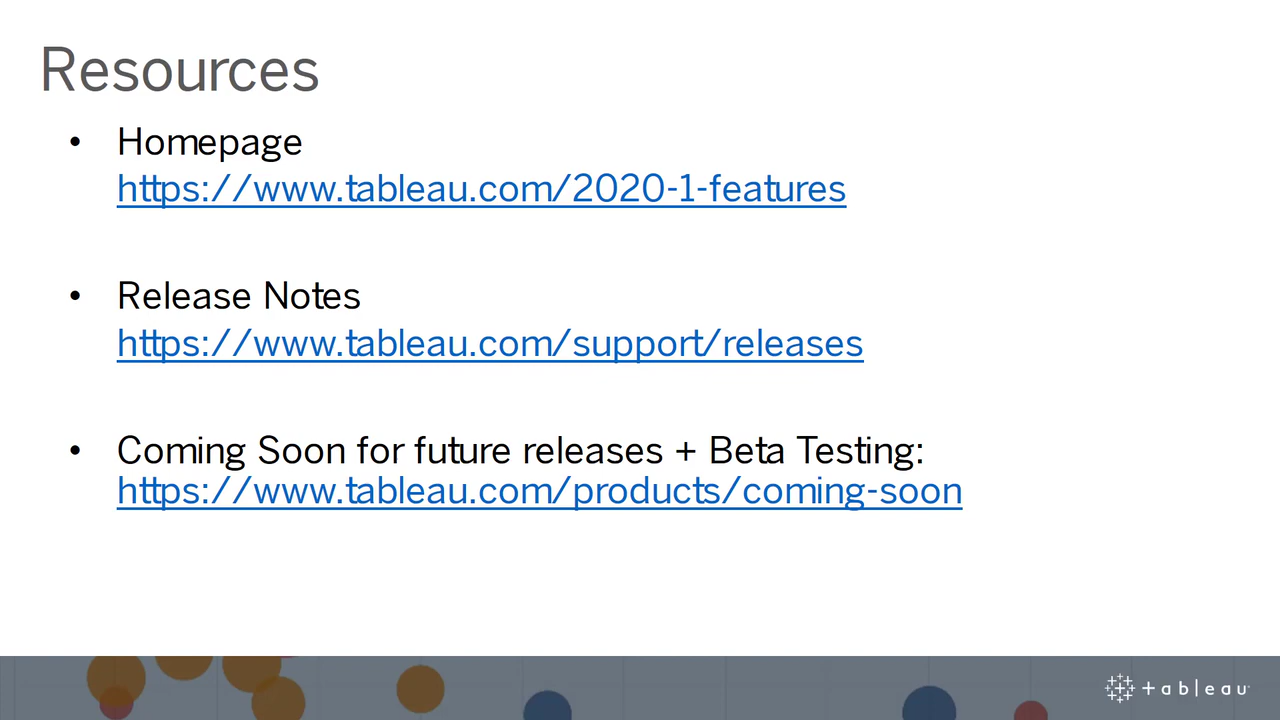 Resources
• Homepage
https://www.tableau.com/2020-1-features
• Release Notes
https://www.tableau.com/support/releases
• Coming Soon for future releases + Beta Testing:
https://www.tableau.com/products/coming-soon
+ableau